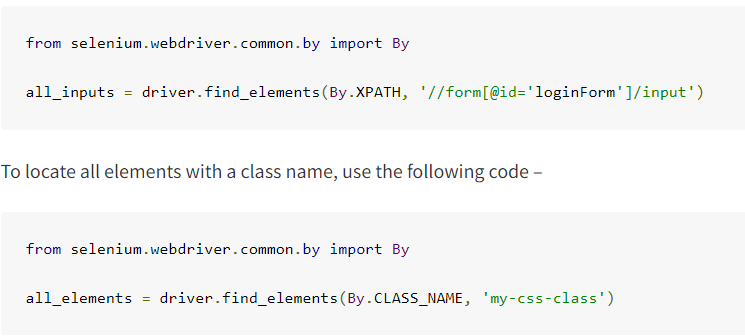 from selenium.webdriver.common.by import By
all_inputs = driver.find_elements(By.XPATH, '//form[@id='loginForm']/input')
To locate all elements with a class name, use the following code –
from selenium.webdriver.common.by import By
all_elements = driver.find_elements(By.CLASS_NAME, 'my-css-class')